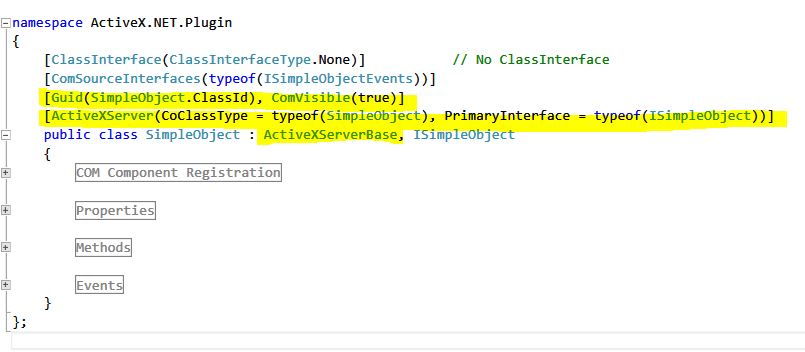 namespace ActiveX.NET.Plugin
{
[ClassInterface(ClassInterfaceType.None)] // No ClassInterface
[ComSourceInterfaces(typeof(ISimpleObjectEvents))]
[Guid(SimpleObject.ClassId), ComVisible(true)]
[ActiveXServer(CoClassType = typeof(SimpleObject), PrimaryInterface = typeof(ISimpleObject))]
public class SimpleObject : ActiveXServerBase, ISimpleObject
{
COM Component Registration
Properties
Methods
Events
}
};